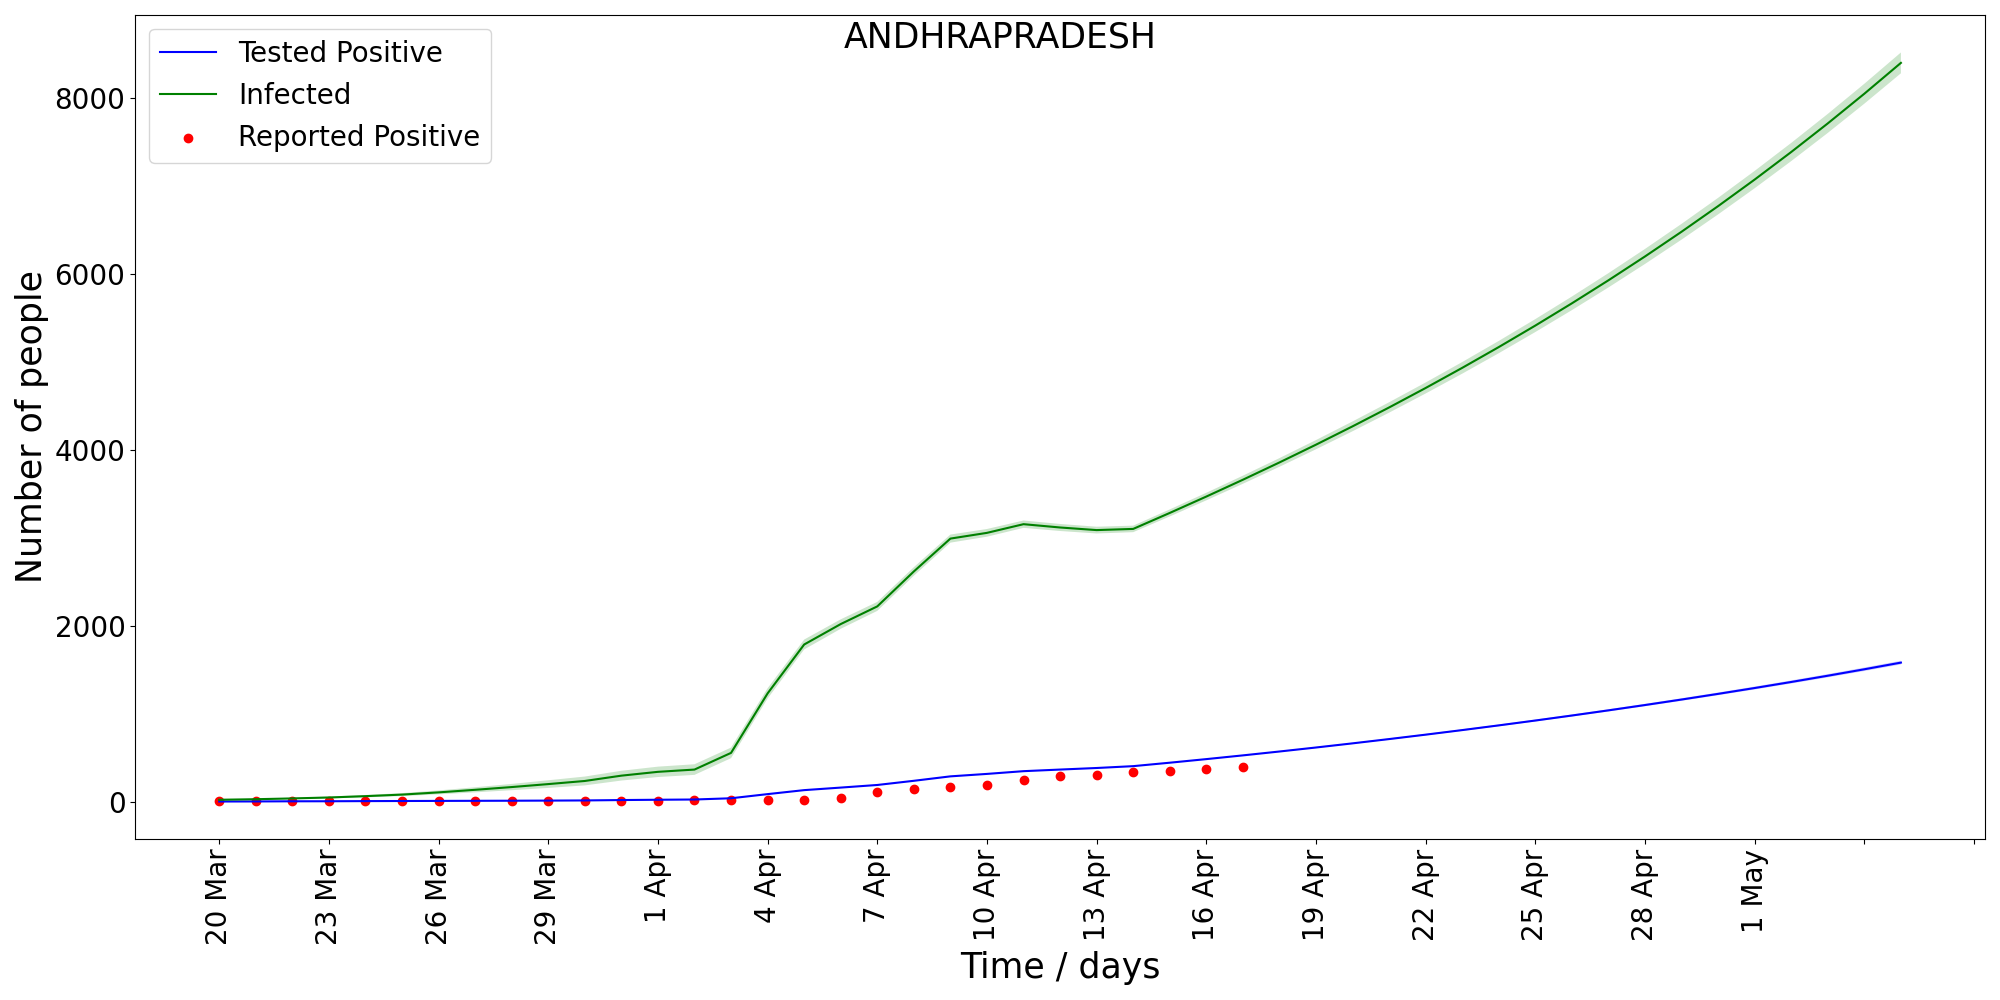 ANDHRAPRADESH
Tested Positive
Infected
Reported Positive
Number of people
8000
6000
4000
2000
0
20 Mar
23 Mar
26 Mar
29 Mar
1 Apr
4 Apr
7 Apr
10 Apr
13 Apr
16 Apr
19 Apr
22 Apr
25 Apr
28 Apr
1 May
Time / days